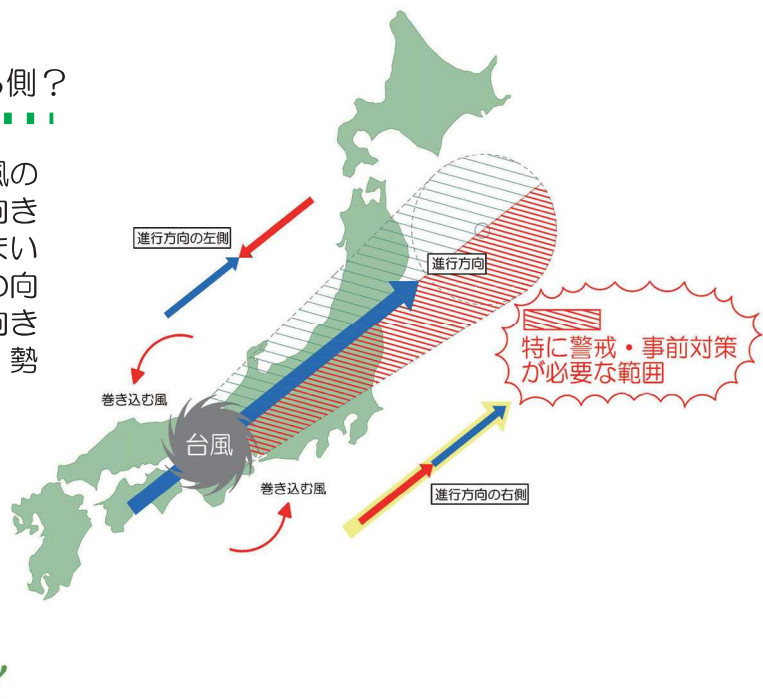 側？
風の
向き
まい
の向
向き
勢
進行方向の左側
進行方向
特に警戒・事前対策
が必要な範囲
巻き込む風
台風
巻き込む風
進行方向の右側